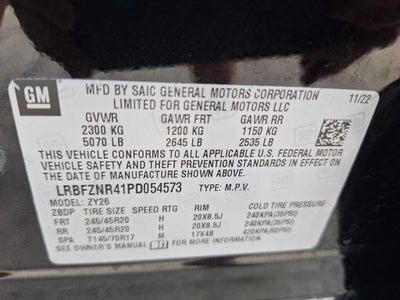 GM
MFD BY SAIC GENERAL MOTORS CORPORATION
LIMITED FOR GENERAL MOTORS LLC
11/22
GVWR GAWR FRT GAWR RR
2300 KG 1200 KG 1150 KG
5070 LB 2645 LB 2535 LB
THIS VEHICLE CONFORMS TO ALL APPLICABLE U.S. FEDERAL MOTOR
VEHICLE SAFETY AND THEFT PREVENTION STANDARDS IN EFFECT ON
THE DATE OF MANUFACTURE SHOWN ABOVE.
LRBFZNR41PD054573 TYPE: M.P.V.
MODEL: ZY26
ZBDP TIRE SIZE SPEED RTG RIM COLD TIRE PRESSURE
FRT 245/45R20 V 20X8.5J 240KPA(35PSI)
RR 245/45R20 V 20X8.5J 240KPA(35PSI)
SPA T145/70R17 M 17X4B 420KPA(60PSI)
SEE OWNER'S MANUAL